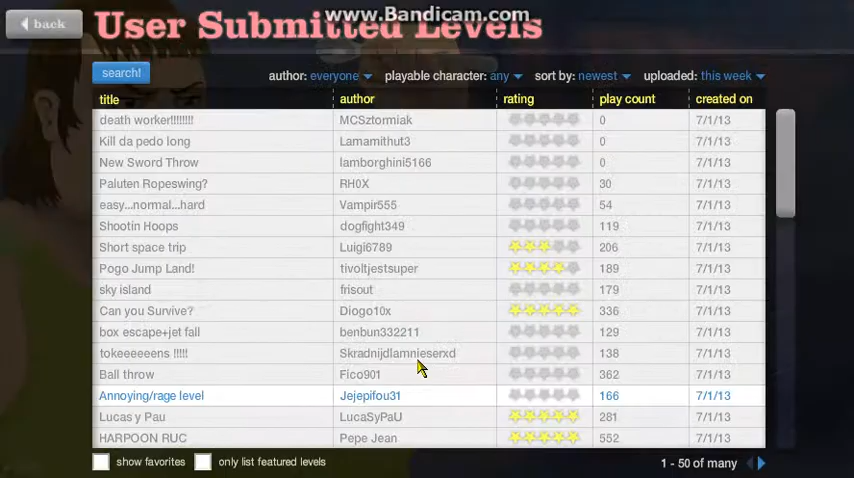 www.Bandicam.com
back
User Submitted Levels
search!
author: everyone playable character: any sort by: newest uploaded: this week
title author rating play count created on
death worker!!!!!!!! MCSztormiak 0 7/1/13
Kill da pedo long Lamamithut3 0 7/1/13
New Sword Throw lamborghini5166 0 7/1/13
Paluten Ropeswing? RH0X 30 7/1/13
easy...normal...hard Vampir555 54 7/1/13
Shootin Hoops dogfight349 119 7/1/13
Short space trip Luigi6789 206 7/1/13
Pogo Jump Land! tivoltjestsuper 189 7/1/13
sky island frisout 179 7/1/13
Can you Survive? Diogo10x 336 7/1/13
box escape+jet fall benbun332211 129 7/1/13
tokeeeeeens !!!!! Skradnijdlamnieserxd 138 7/1/13
Ball throw Fico901 362 7/1/13
Annoying/rage level Jejepifou31 166 7/1/13
Lucas y Pau LucaSyPaU 281 7/1/13
HARPOON RUC Pepe Jean 552 7/1/13
show favorites only list featured levels 1 - 50 of many